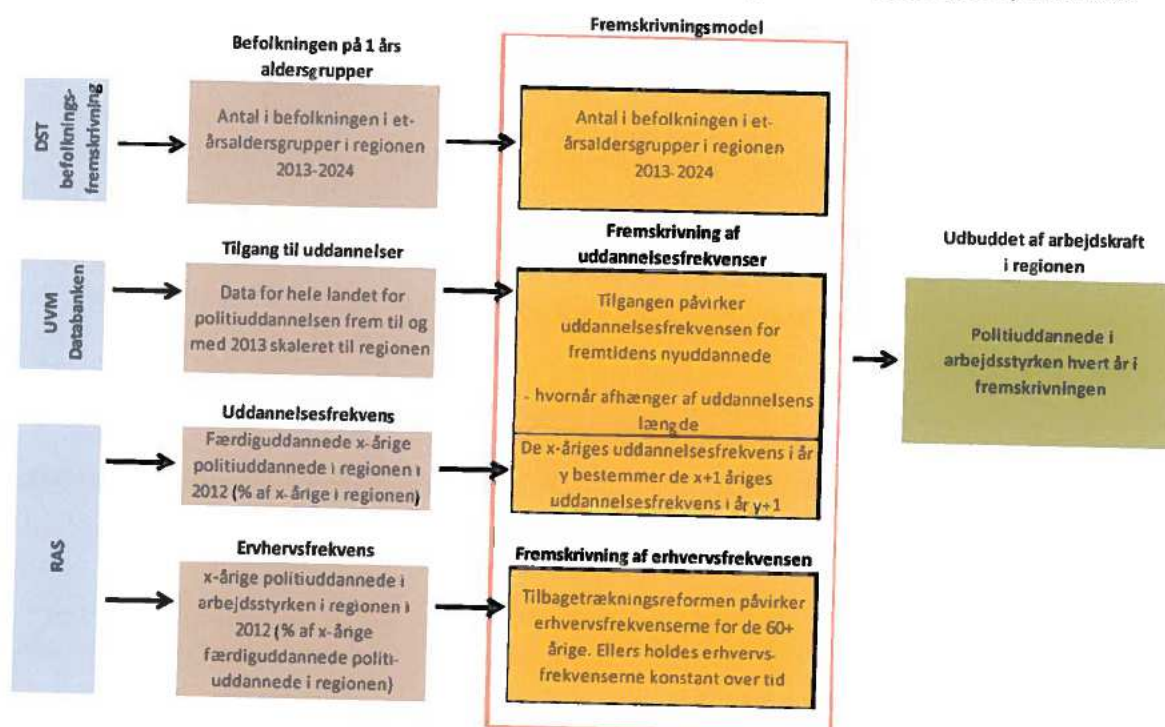 Fremskrivningsmodel
Befolkningen på 1 års
aldersgrupper
DST
befolknings-
fremskrivning
Antal i befolkningen i et-
årsaldersgrupper i regionen
2013-2024
Antal i befolkningen i et-
årsaldersgrupper i regionen
2013-2024
Tilgang til uddannelser
Fremskrivning af
uddannelsesfrekvenser
Udbuddet af arbejdskraft
i regionen
UVM
Databanken
Data for hele landet for
politiuddannelsen frem til og
med 2013 skaleret til regionen
Tilgangen påvirker
uddannelsesfrekvensen for
fremtidens nyuddannede
- hvornår afhænger af uddannelsens
længde
Politiuddannede i
arbejdsstyrken hvert år i
fremskrivningen
RAS
Uddannelsesfrekvens
Færdiguddannede x-årige
politiuddannede i regionen i
2012 (% af x-årige i regionen)
De x-åriges uddannelsesfrekvens i år
y bestemmer de x+1 åriges
uddannelsesfrekvens i år y+1
Ervhervsfrekvens
x-årige politiuddannede i
arbejdsstyrken i regionen i
2012 (% af x-årige
færdiguddannede politi-
uddannede i regionen)
Fremskrivning af erhvervsfrekvensen
Tilbagetrækningsreformen påvirker
erhvervsfrekvenserne for de 60+
årige. Ellers holdes erhvervs-
frekvenserne konstant over tid